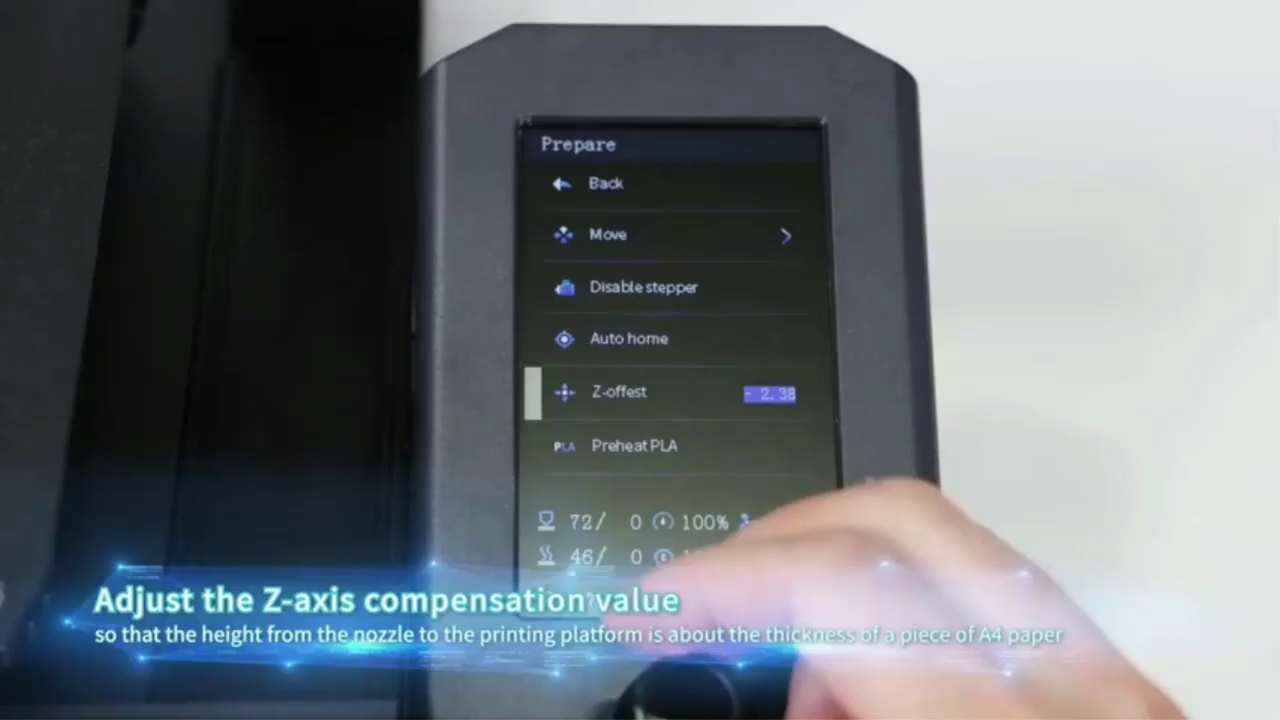 Prepare
Back
Move
Disable stepper
Auto home
Z-offest - 2.38
PLA Preheat PLA
72/ 0 100%
46/ 0
Adjust the Z-axis compensation value
so that the height from the nozzle to the printing platform is about the thickness of a piece of A4 paper